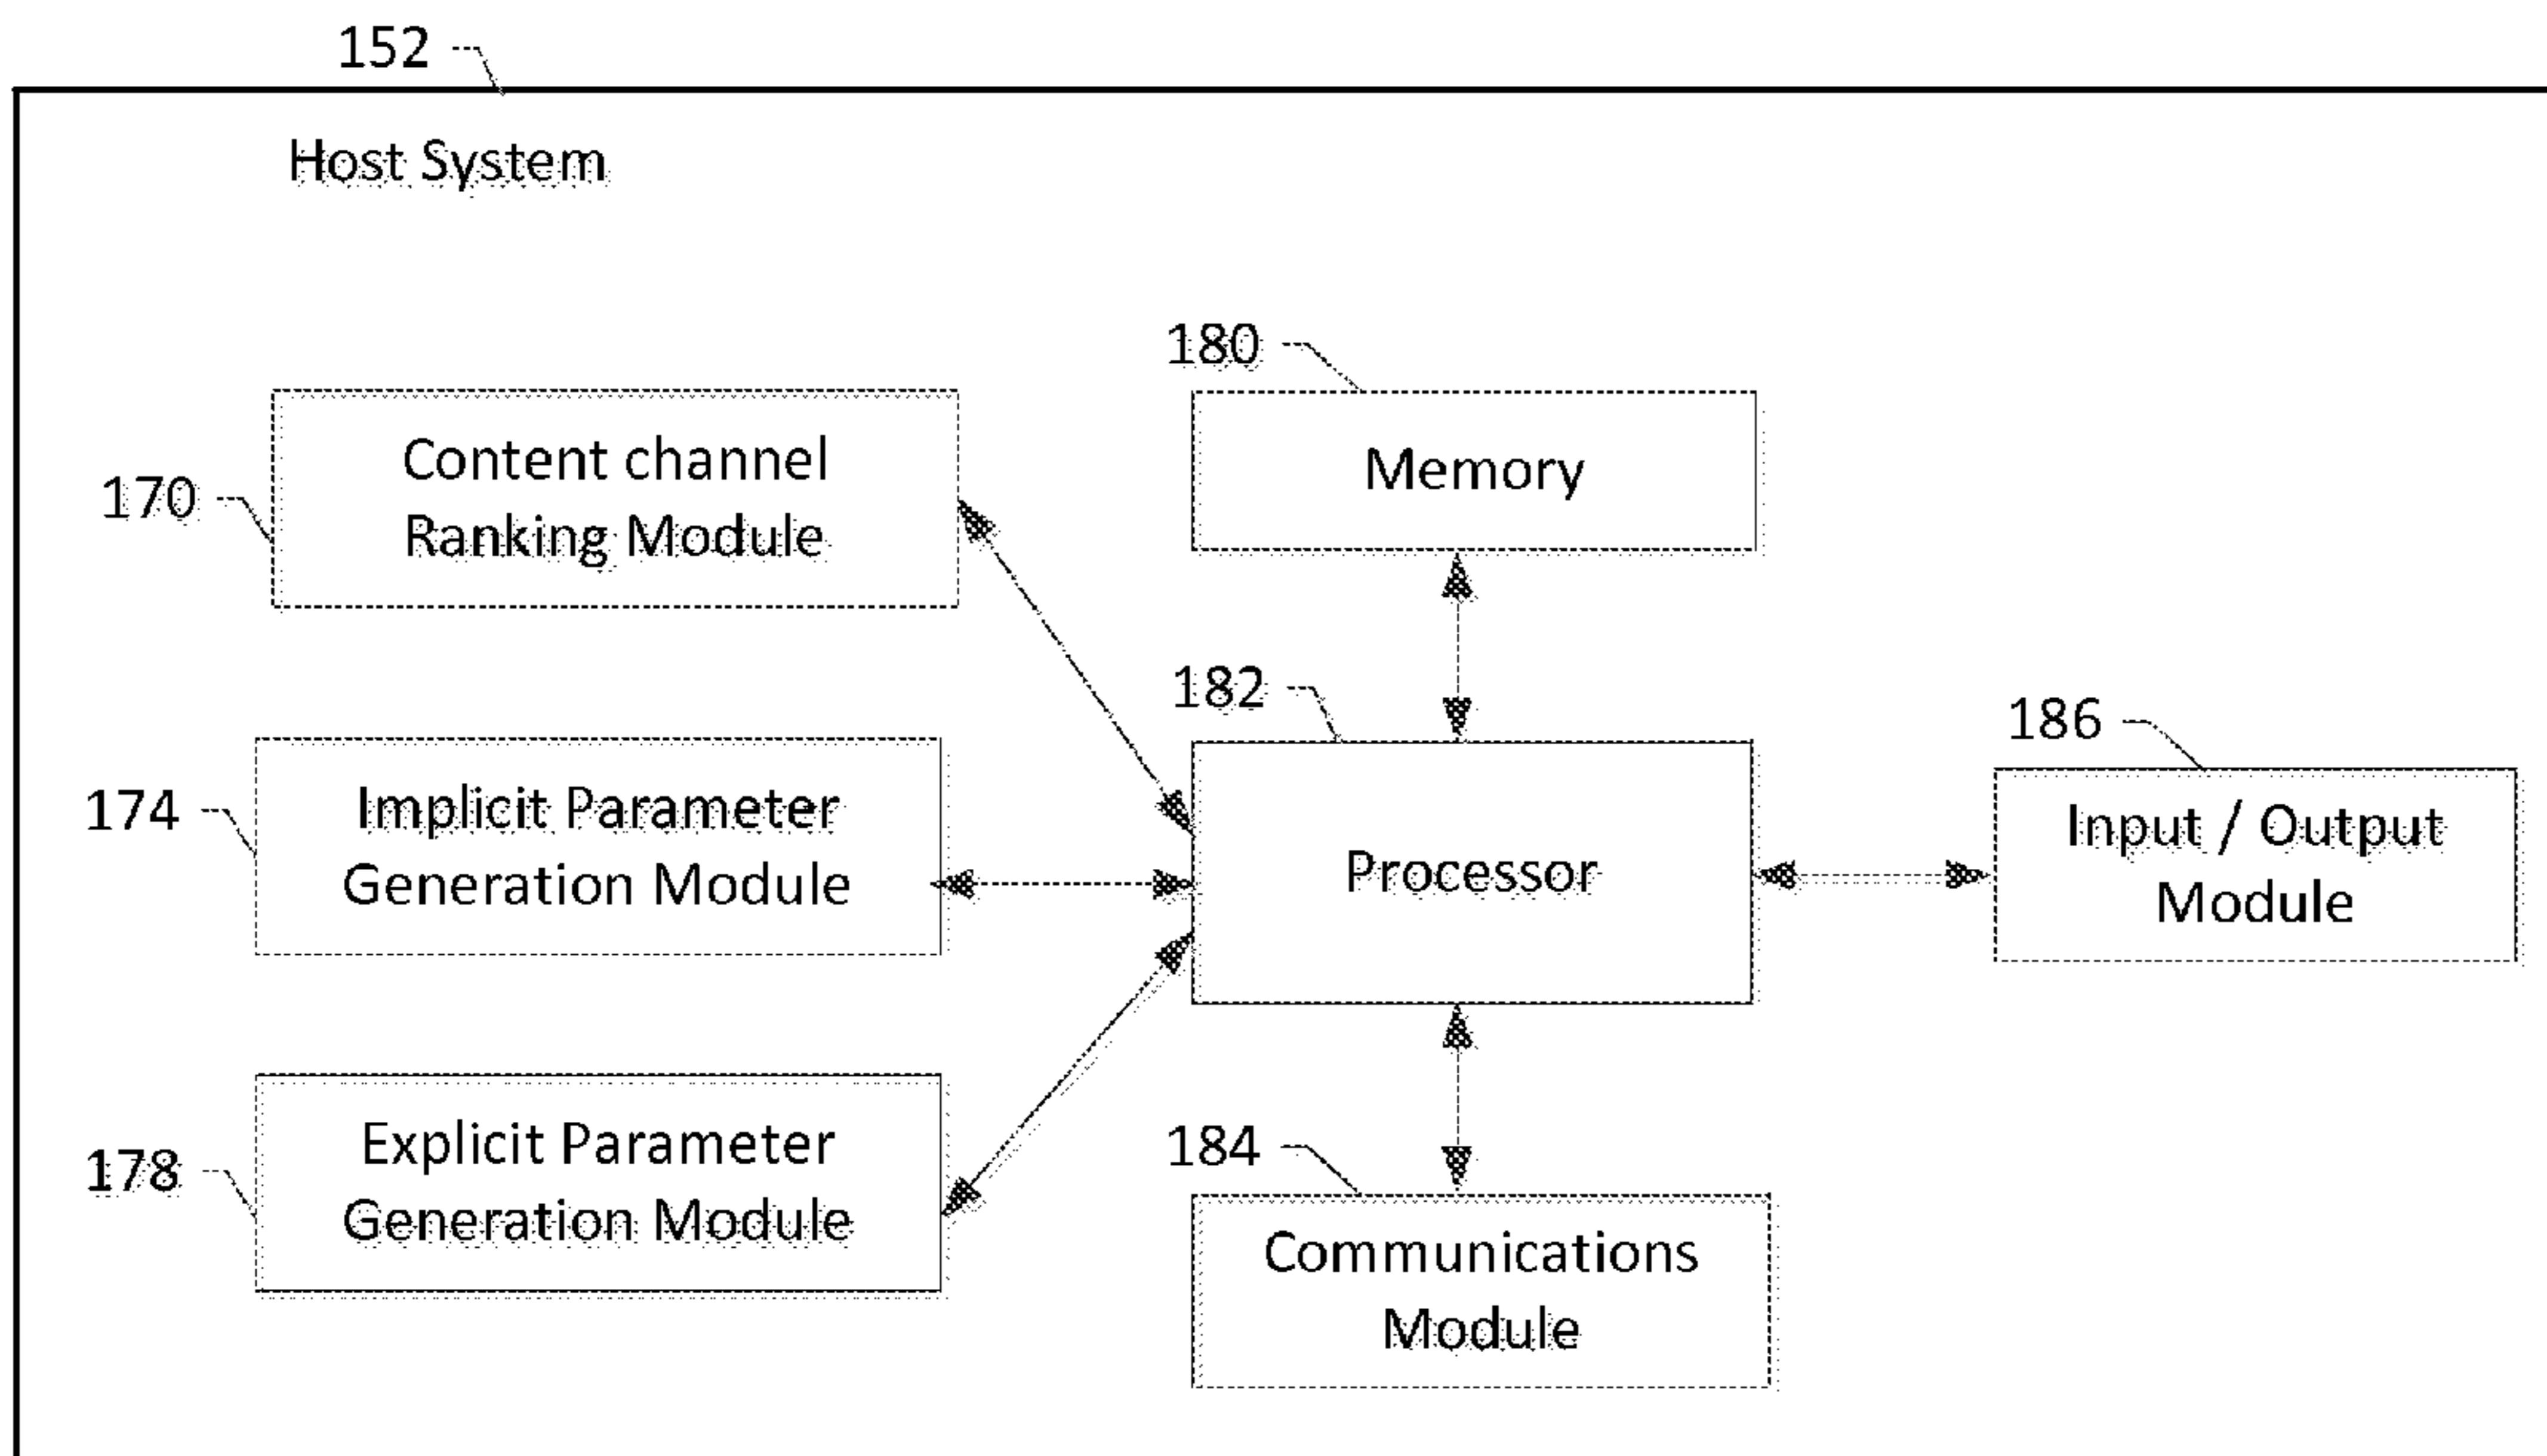 152
Host System
180
Content channel
Ranking Module
170
Memory
182
186
Implicit Parameter
Generation Module
174
Processor
Input / Output
Module
184
Explicit Parameter
Generation Module
178
Communications
Module